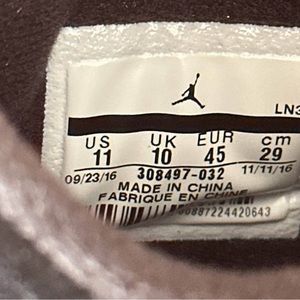 LN3
US UK EUR cm
11 10 45 29
09/23/16 308497-032 11/11/16
MADE IN CHINA
FABRIQUE EN CHINE
00887224420643